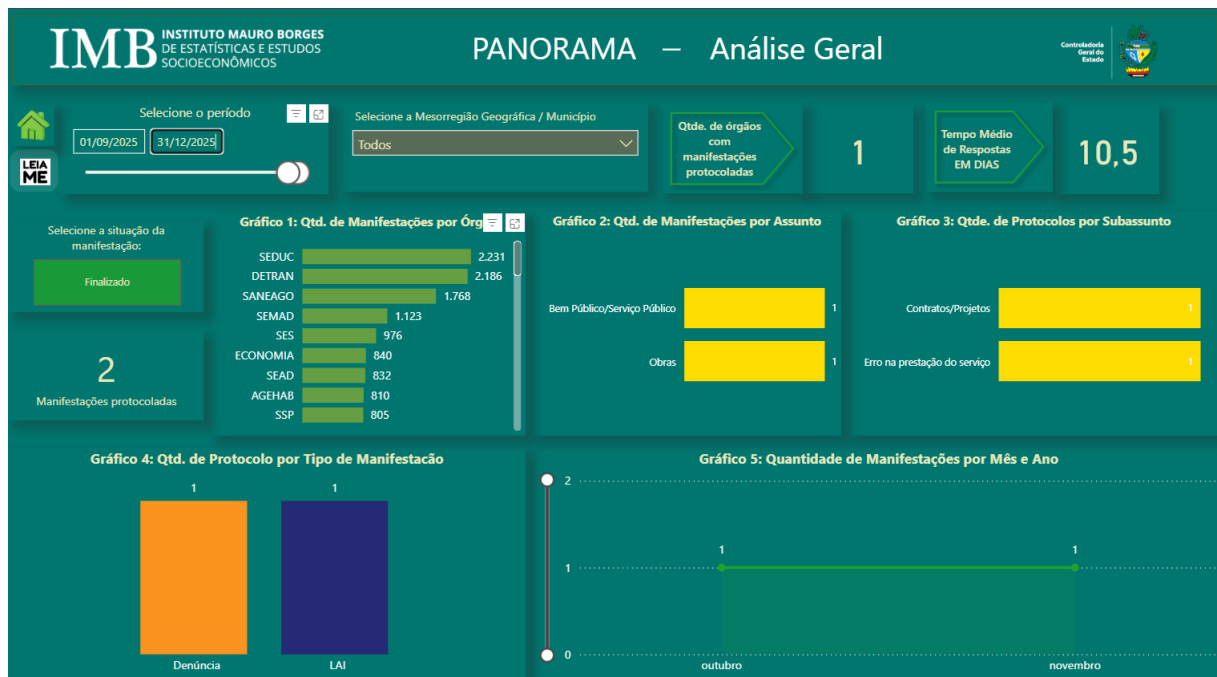 IMB
INSTITUTO MAURO BORGES
DE ESTATÍSTICAS E ESTUDOS
SOCIOECONÔMICOS
PANORAMA – Análise Geral
Controladoria
Geral do
Estado
LEIA
ME
Selecione o período
01/09/2025
31/12/2025
Selecione a Mesorregião Geográfica / Município
Todos
Qtde. de órgãos
com
manifestações
protocoladas
1
Tempo Médio
de Respostas
EM DIAS
10,5
Selecione a situação da
manifestação:
Finalizado
2
Manifestações protocoladas
Gráfico 1: Qtd. de Manifestações por Órg
SEDUC 2.231
DETRAN 2.186
SANEAGO 1.768
SEMAD 1.123
SES 976
ECONOMIA 840
SEAD 832
AGEHAB 810
SSP 805
Gráfico 2: Qtd. de Manifestações por Assunto
Bem Público/Serviço Público 1
Obras 1
Gráfico 3: Qtde. de Protocolos por Subassunto
Contratos/Projetos 1
Erro na prestação do serviço 1
Gráfico 4: Qtd. de Protocolo por Tipo de Manifestacão
1 1
Denúncia LAI
Gráfico 5: Quantidade de Manifestações por Mês e Ano
2
1 1
1
0
outubro novembro